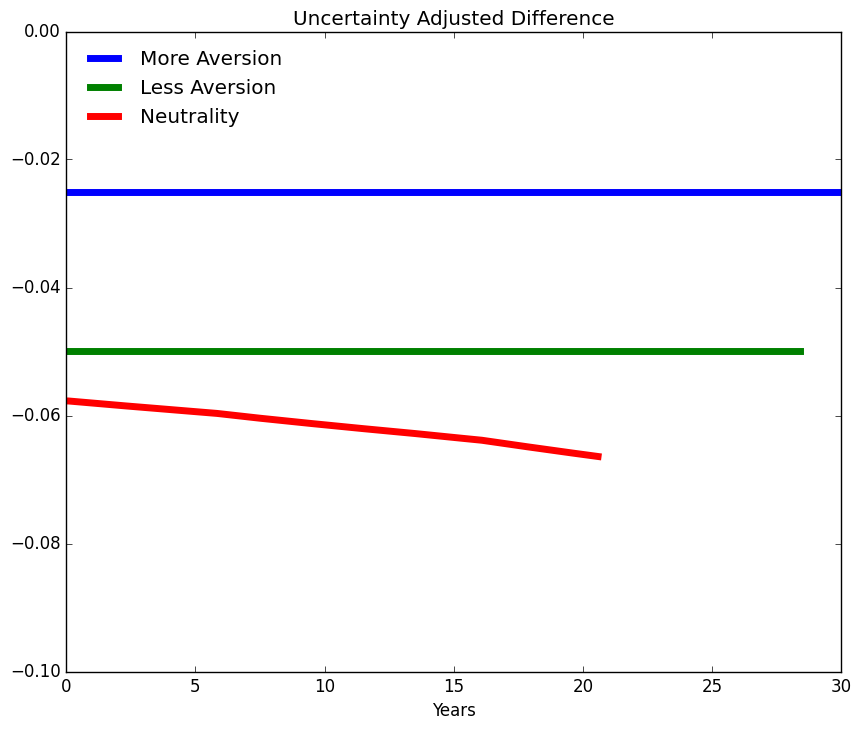 Uncertainty Adjusted Difference
0.00
More Aversion
Less Aversion
Neutrality
−0.02
−0.04
−0.06
−0.08
−0.10
0 5 10 15 20 25 30
Years